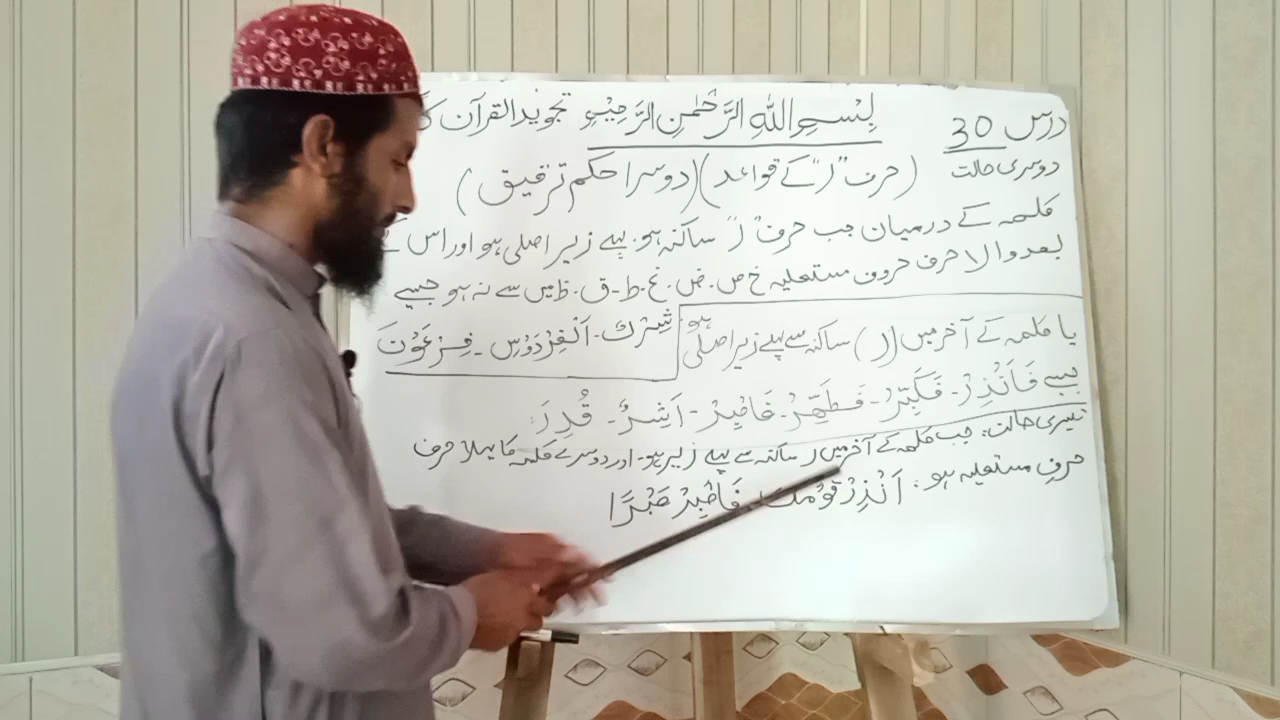 درس 30 بِسْمِ اللهِ الرَّحْمٰنِ الرَّحِيْمِ تجوید القرآن
دوسری حالت (حرف "ر" کے قواعد) (دوسرا حکم ترقیق)
کلمہ کے درمیان جب حرف "ر" ساکنہ ہو۔ پہلے زیر اصلی ہو اور اس کے
بعد والا حرف حروف مستعلیہ خ ص۔ ض۔ غ۔ ط۔ ق۔ ظ میں سے نہ ہو جیسے
شِرْك۔ اَلْفِرْدَوْسِ۔ فِرْعَوْنَ
یا کلمہ کے آخر میں (ر) ساکنہ سے پہلے زیر اصلی ہو
جیسے فَاَنْذِرْ۔ فَكَبِّرْ۔ فَطَهِّرْ۔ فَاصْبِرْ۔ اَشِرٌ۔ قُدِرَ
تیسری حالت: جب کلمہ کے آخر میں ر ساکنہ سے پہلے زیر ہو۔ اور دوسرے کلمہ کا پہلا حرف
حرفِ مستعلیہ ہو: اَنْذِرْ قَوْمَكَ۔ فَاصْبِرْ صَبْرًا